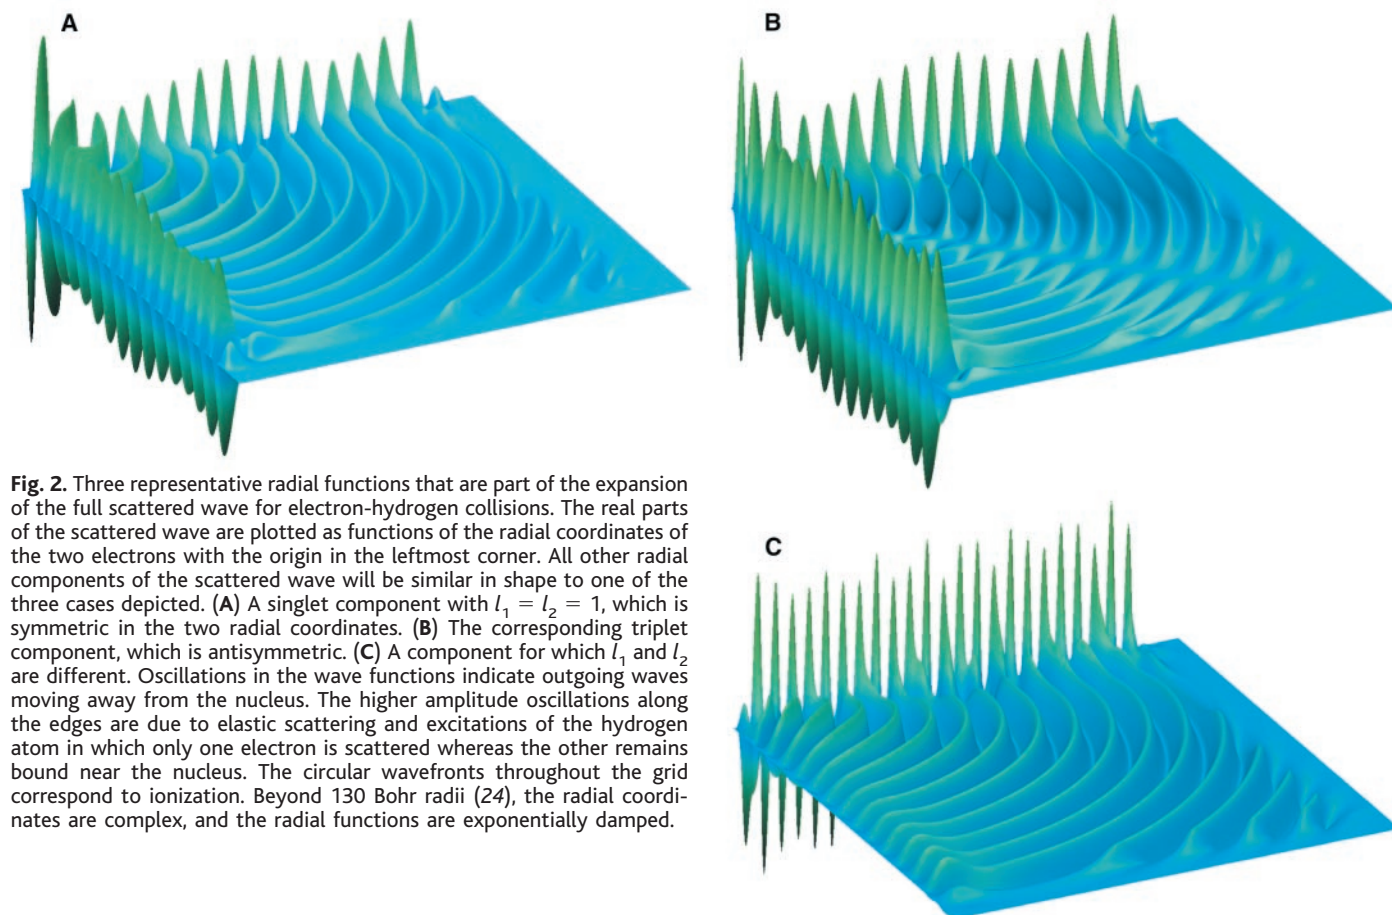 A
B
Fig. 2. Three representative radial functions that are part of the expansion
of the full scattered wave for electron-hydrogen collisions. The real parts
of the scattered wave are plotted as functions of the radial coordinates of
the two electrons with the origin in the leftmost corner. All other radial
components of the scattered wave will be similar in shape to one of the
three cases depicted. (A) A singlet component with l₁ = l₂ = 1, which is
symmetric in the two radial coordinates. (B) The corresponding triplet
component, which is antisymmetric. (C) A component for which l₁ and l₂
are different. Oscillations in the wave functions indicate outgoing waves
moving away from the nucleus. The higher amplitude oscillations along
the edges are due to elastic scattering and excitations of the hydrogen
atom in which only one electron is scattered whereas the other remains
bound near the nucleus. The circular wavefronts throughout the grid
correspond to ionization. Beyond 130 Bohr radii (24), the radial coordi-
nates are complex, and the radial functions are exponentially damped.
C